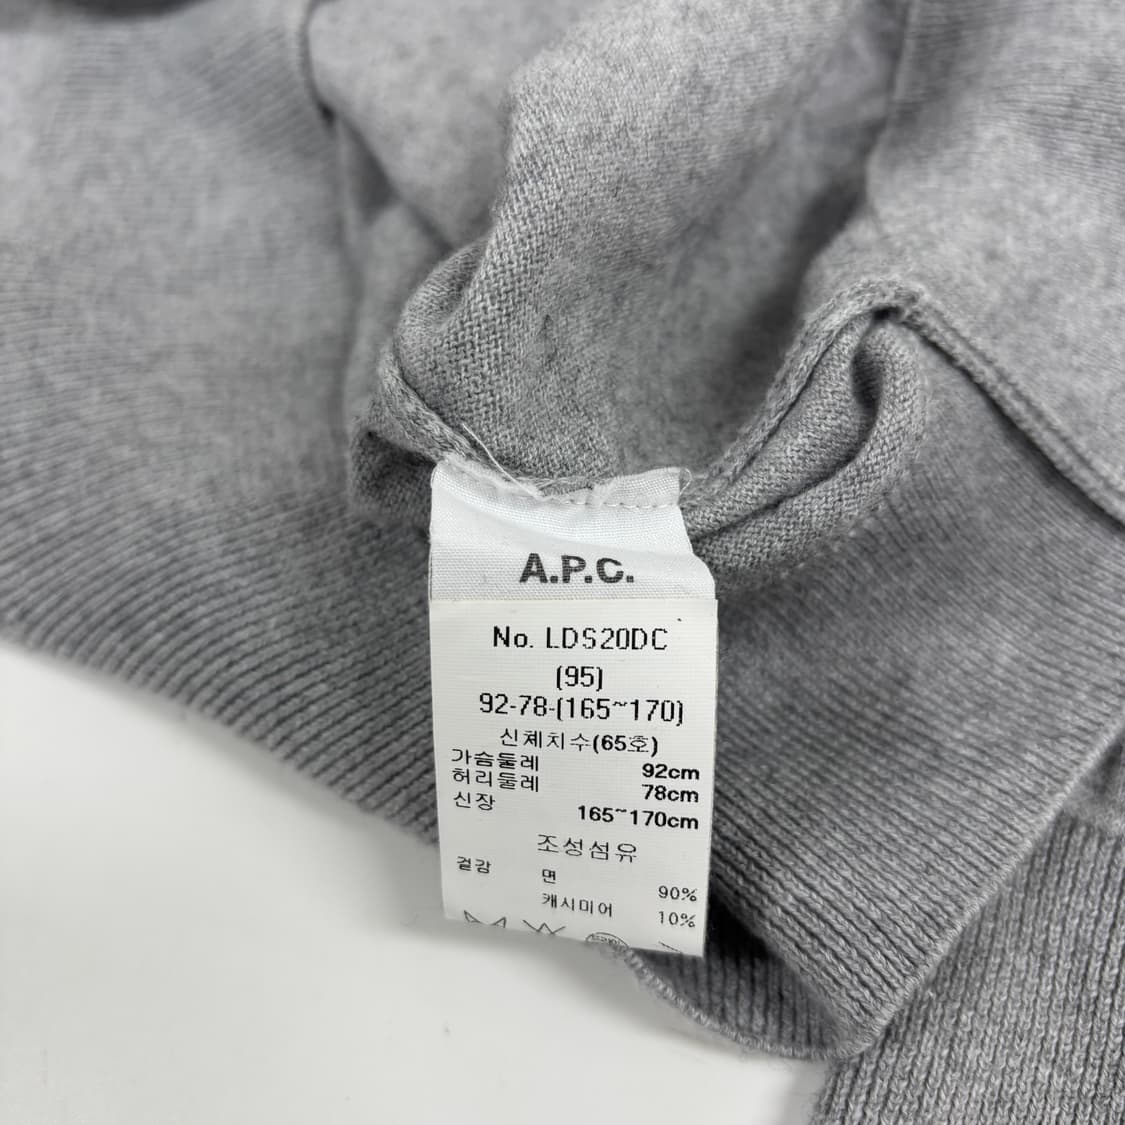 A.P.C.
No. LDS20DC
(95)
92-78-(165~170)
신체치수(65호)
가슴둘레 92cm
허리둘레 78cm
신장 165~170cm
조성섬유
겉감 면 90%
캐시미어 10%